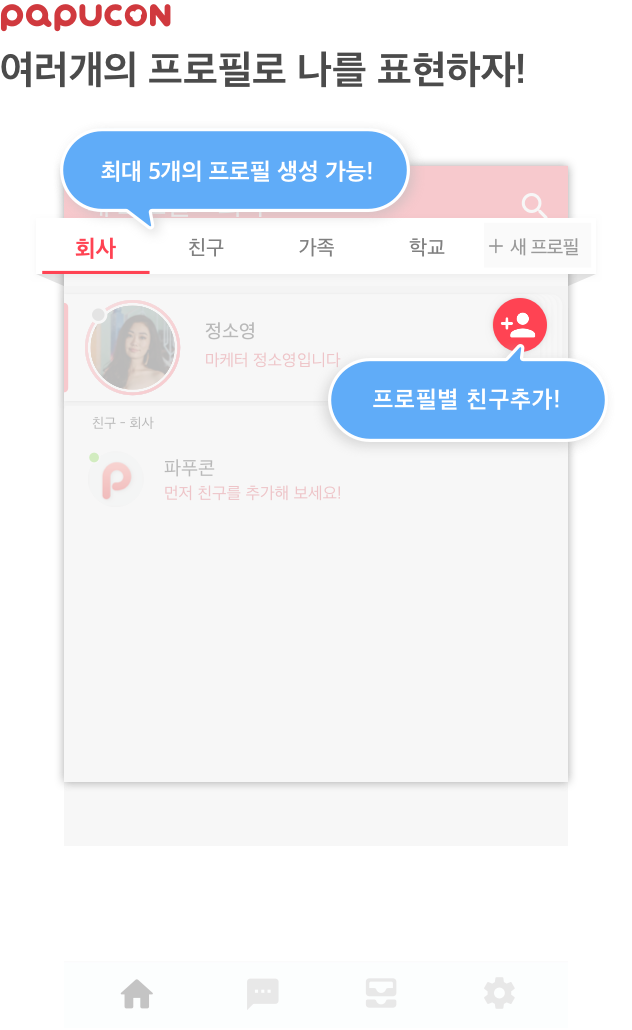 papucon
여러개의 프로필로 나를 표현하자!
최대 5개의 프로필 생성 가능!
회사 친구 가족 학교 + 새 프로필
정소영
마케터 정소영입니다
프로필별 친구추가!
친구 - 회사
파푸콘
먼저 친구를 추가해 보세요!